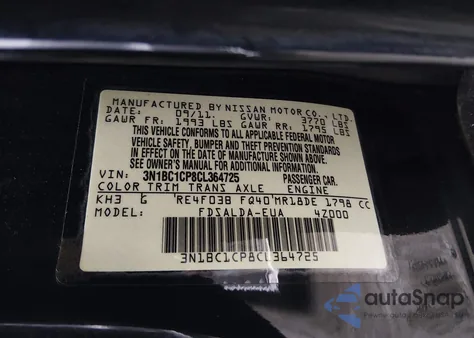 MANUFACTURED BY NISSAN MOTOR CO., LTD.
DATE: 09/11 GVWR: 3770 LBS
GAWR FR: 1993 LBS GAWR RR: 1795 LBS
THIS VEHICLE CONFORMS TO ALL APPLICABLE FEDERAL MOTOR
VEHICLE SAFETY, BUMPER AND THEFT PREVENTION STANDARDS
IN EFFECT ON THE DATE OF MANUFACTURE SHOWN ABOVE.
SEE OWNER'S MANUAL FOR ADDITIONAL INFORMATION.
VIN: 3N1BC1CP8CL364725 PASSENGER CAR
COLOR TRIM TRANS AXLE ENGINE
KH3 G RE4F03B FQ40 MR18DE 1798 CC
MODEL: FDSALDA-EUA 4Z000
3N1BC1CP8CL364725
autoSnap